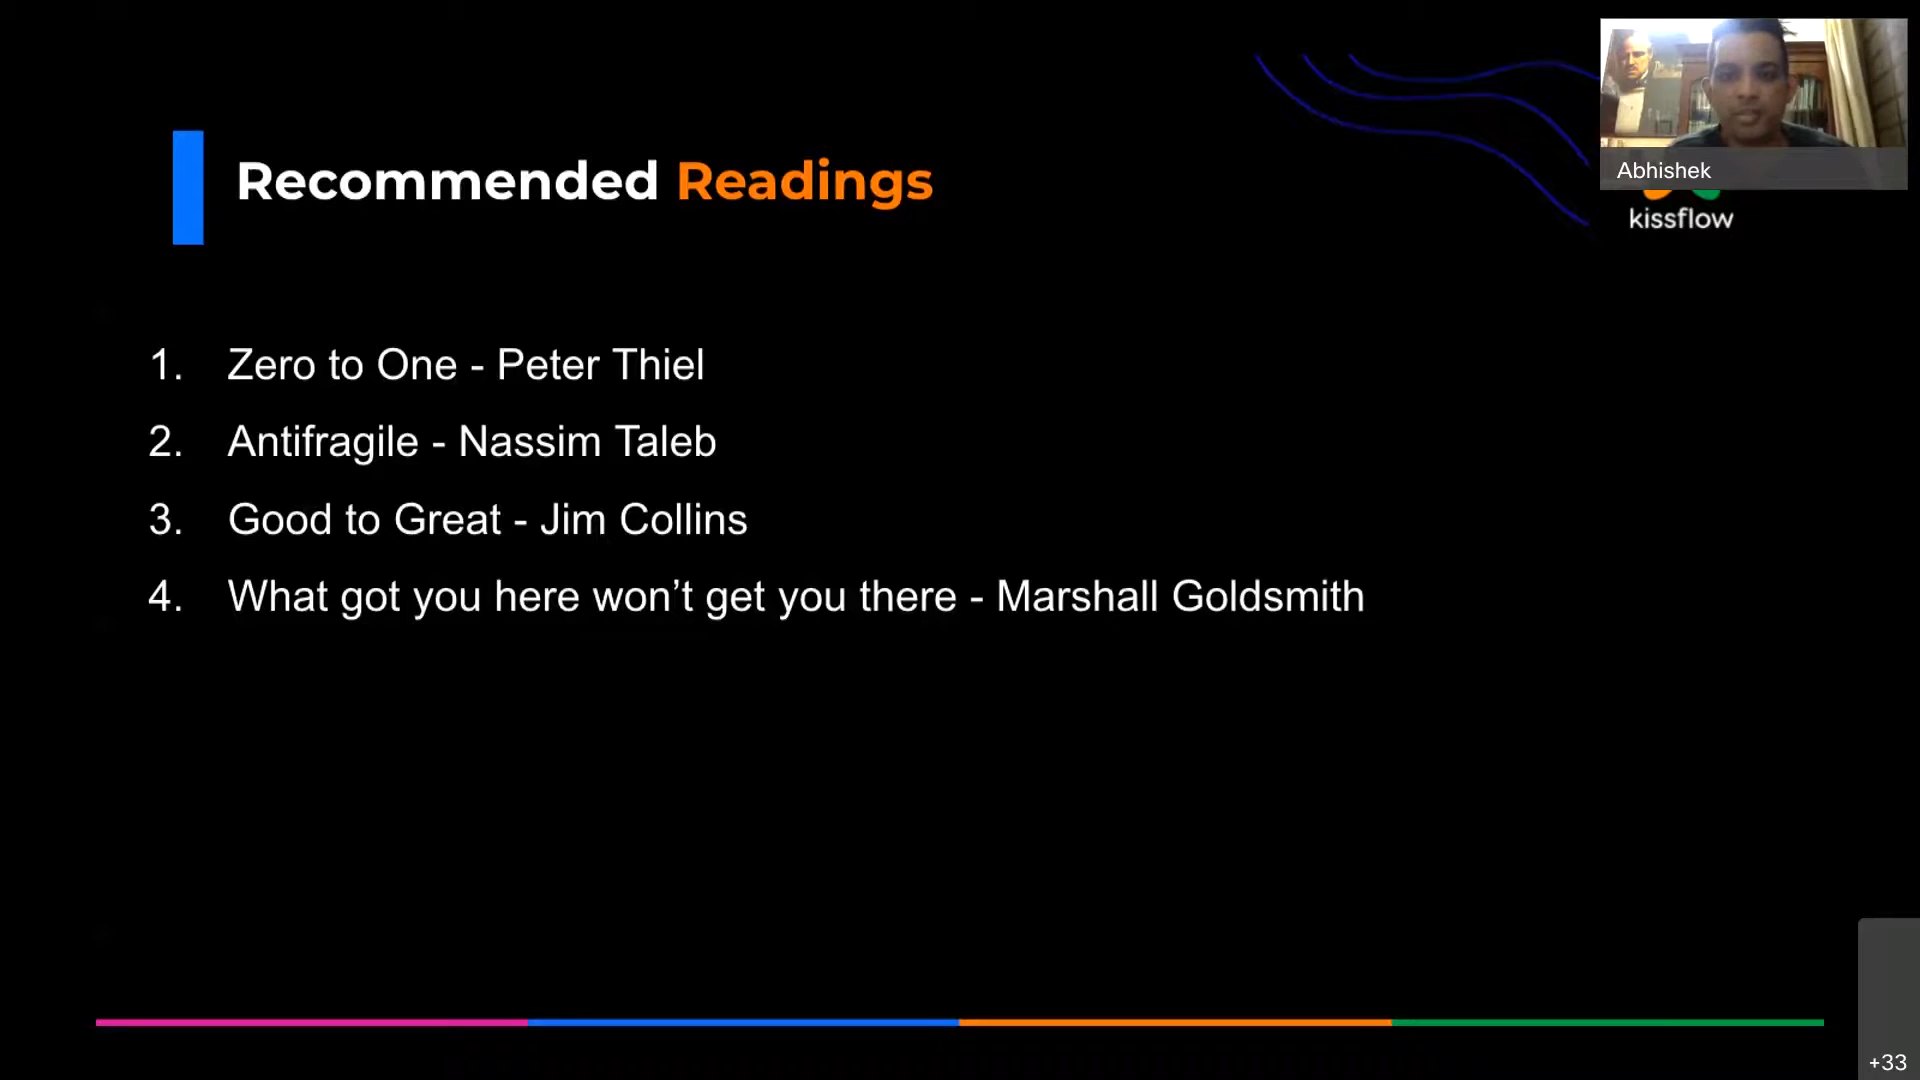 Recommended Readings
Abhishek
kissflow
1. Zero to One - Peter Thiel
2. Antifragile - Nassim Taleb
3. Good to Great - Jim Collins
4. What got you here won’t get you there - Marshall Goldsmith
+33